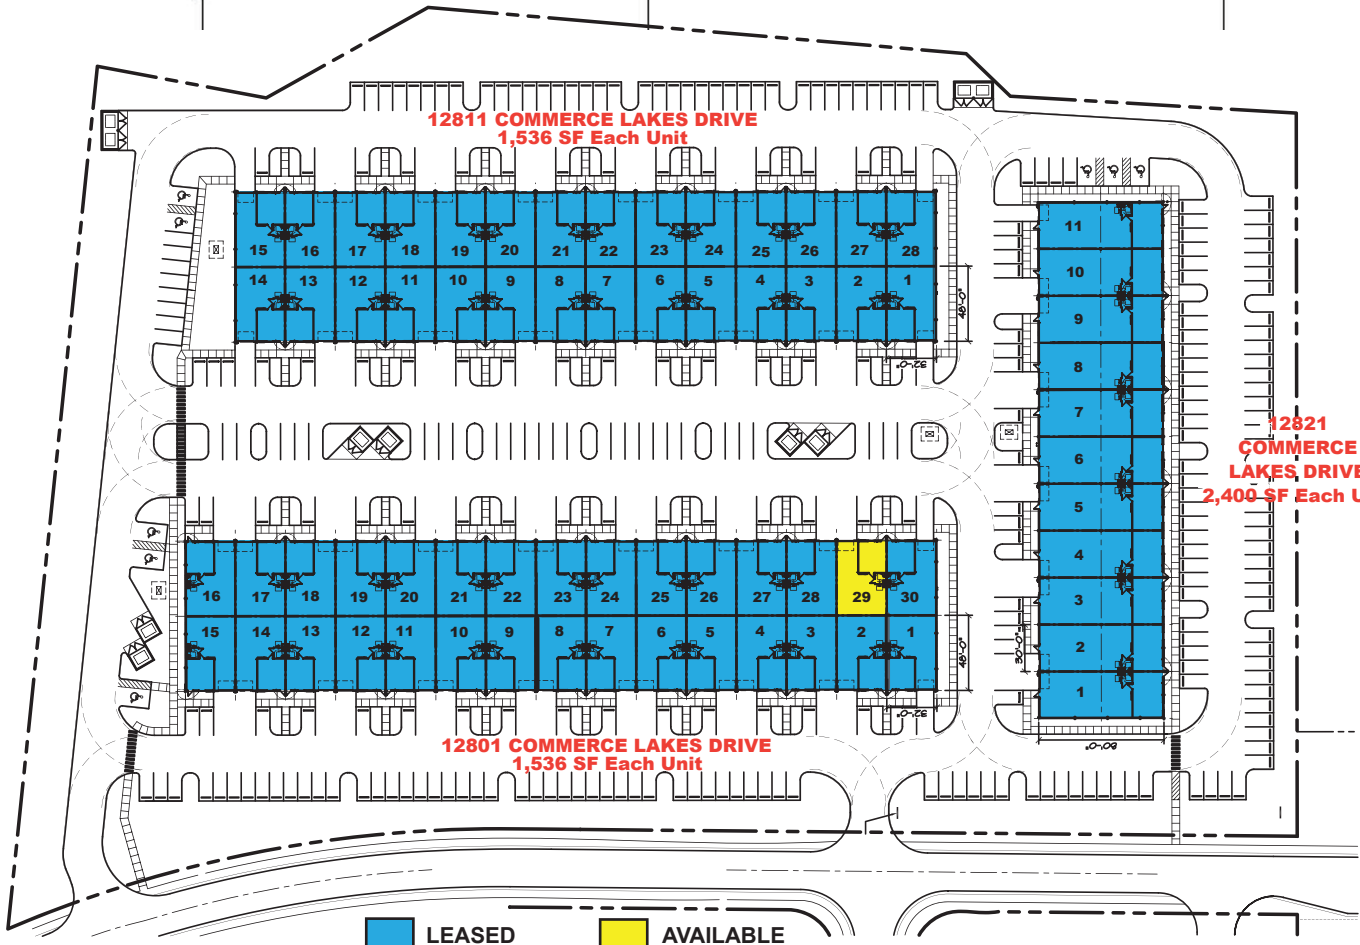 12811 COMMERCE LAKES DRIVE
1,536 SF Each Unit
15 16 17 18 19 20 21 22 23 24 25 26 27 28
14 13 12 11 10 9 8 7 6 5 4 3 2 1
48'-0"
32'-0"
11
10
9
8
7
6
5
4
3
2
1
30'-0"
80'-0"
12821
COMMERCE
LAKES DRIVE
2,400 SF Each U
16 17 18 19 20 21 22 23 24 25 26 27 28 29 30
15 14 13 12 11 10 9 8 7 6 5 4 3 2 1
48'-0"
32'-0"
12801 COMMERCE LAKES DRIVE
1,536 SF Each Unit
LEASED AVAILABLE